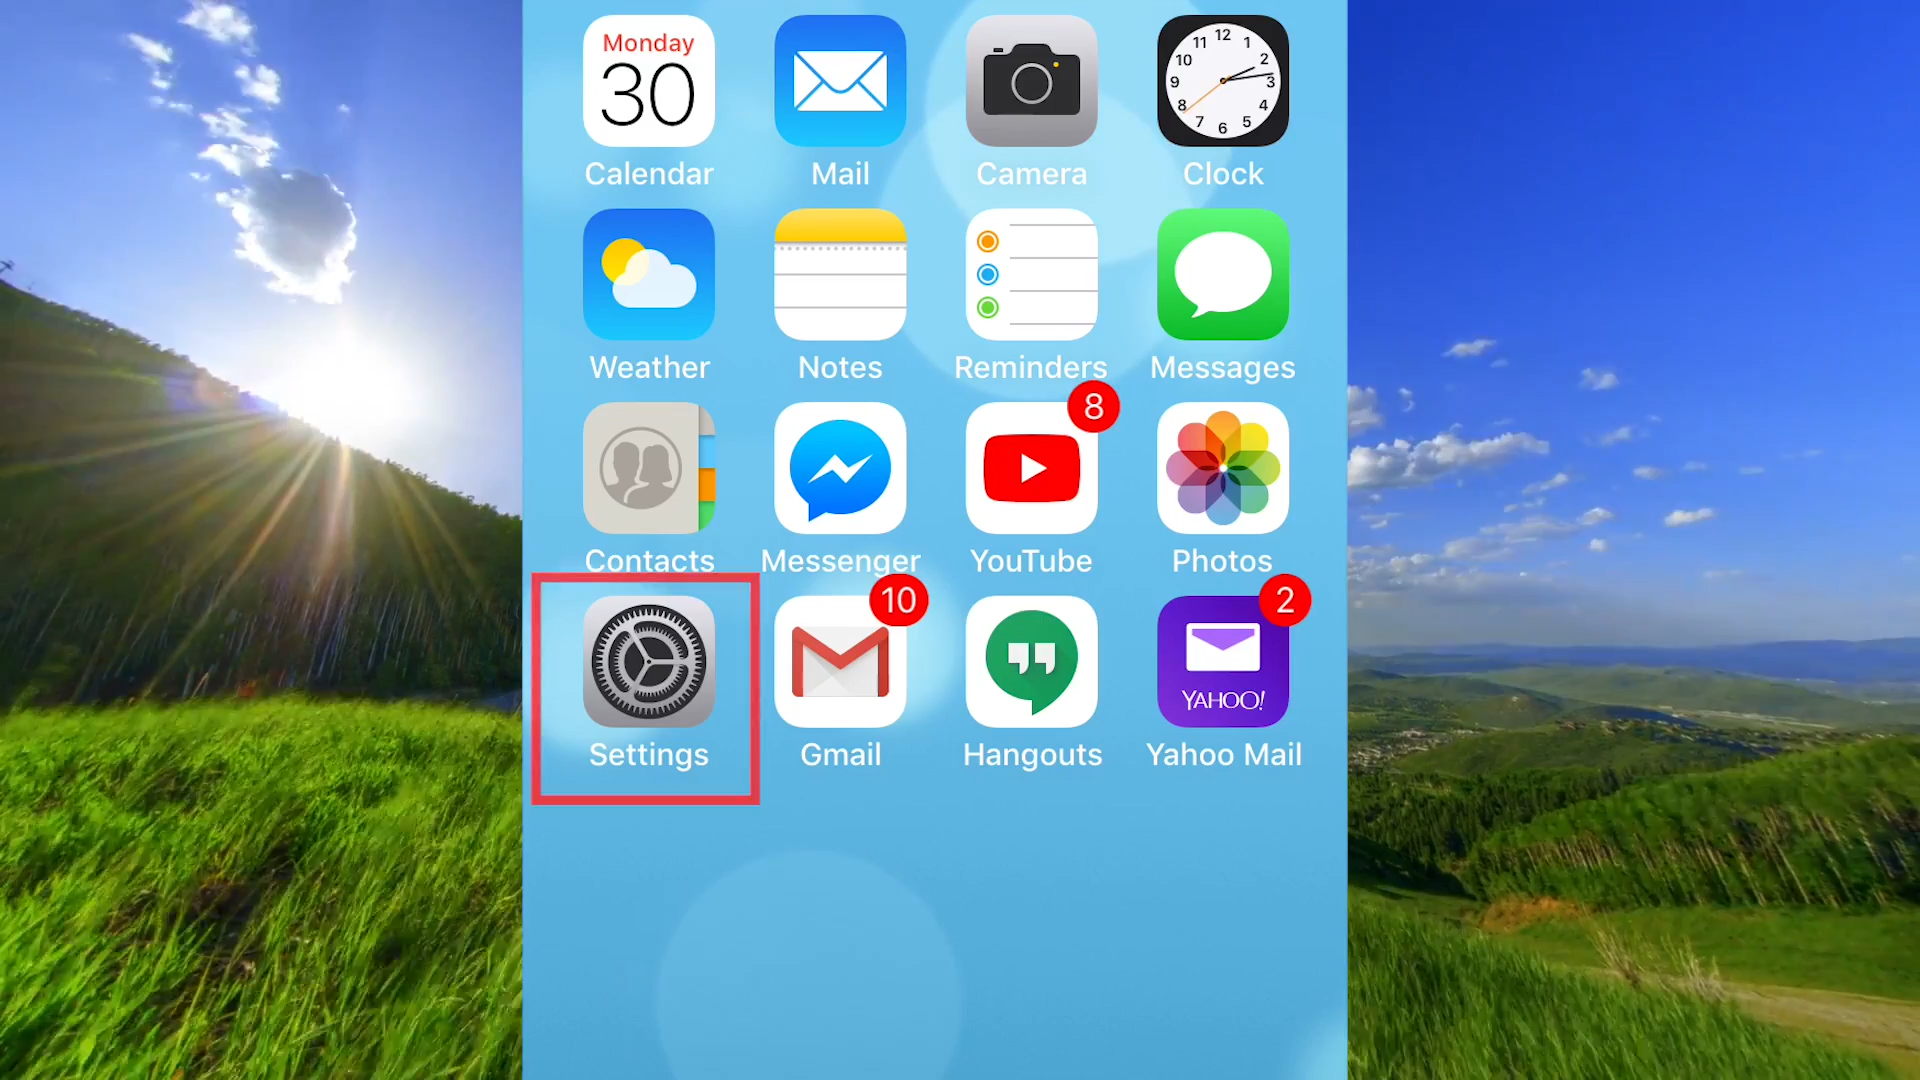 Monday
30
12
11 1
10 2
9 3
8 4
7 5
6
Calendar Mail Camera Clock
Weather Notes Reminders Messages
8
Contacts Messenger YouTube Photos
10 2
YAHOO!
Settings Gmail Hangouts Yahoo Mail